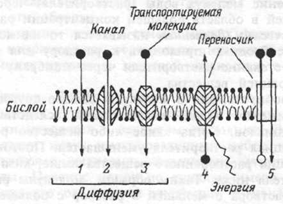 Транспортируемая
молекула
Канал
Переносчик
Бислой
1 2 3 4 5
Диффузия
Энергия